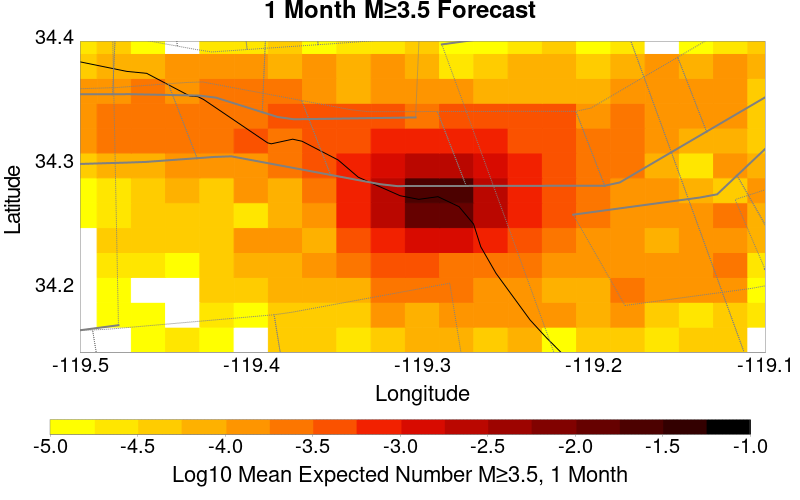 1 Month M≥3.5 Forecast
34.4
34.3
34.2
Latitude
-119.5 -119.4 -119.3 -119.2 -119.1
Longitude
-5.0 -4.5 -4.0 -3.5 -3.0 -2.5 -2.0 -1.5 -1.0
Log10 Mean Expected Number M≥3.5, 1 Month